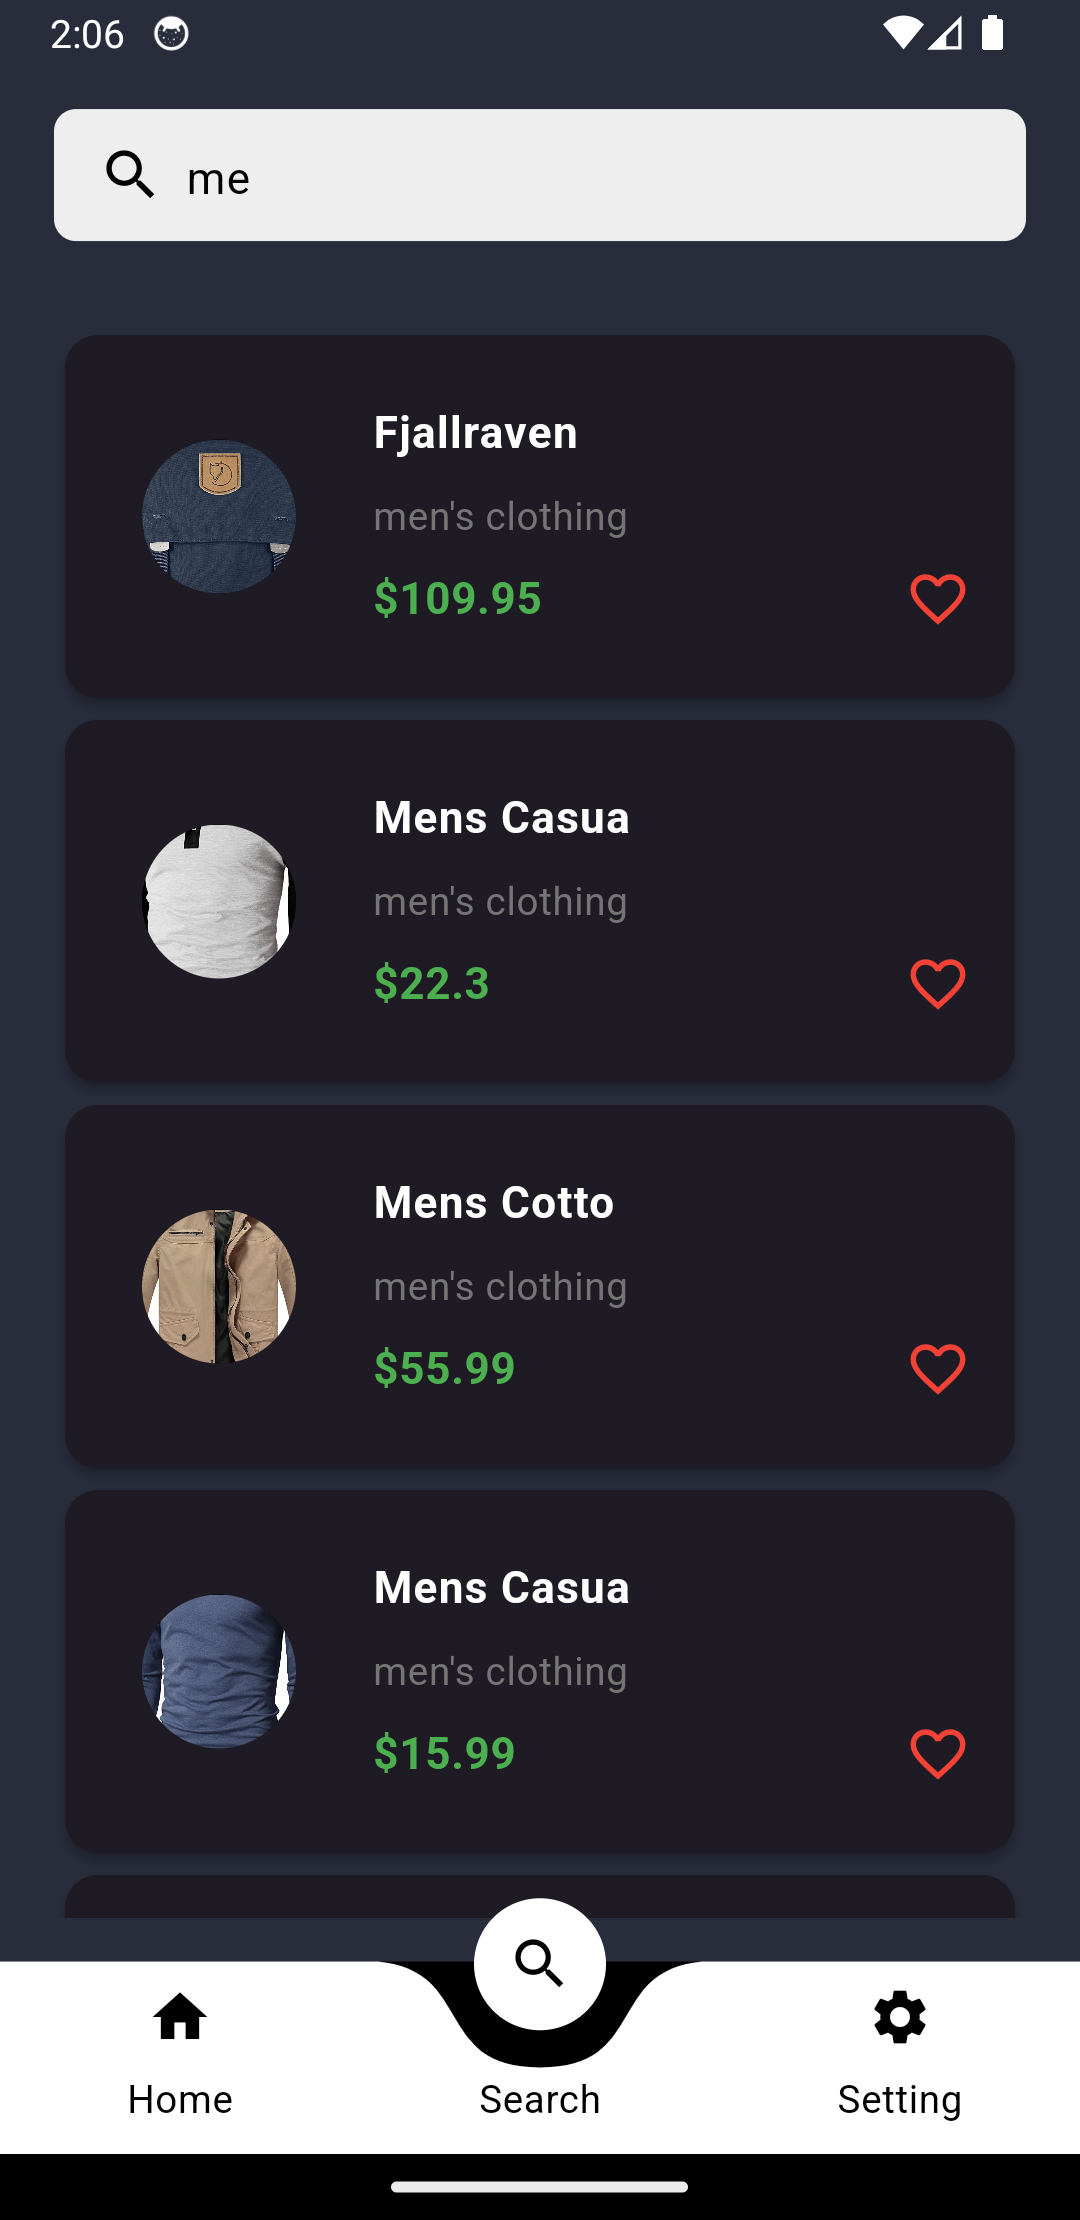 2:06
me
Fjallraven
men's clothing
$109.95
Mens Casua
men's clothing
$22.3
Mens Cotto
men's clothing
$55.99
Mens Casua
men's clothing
$15.99
Home
Search
Setting